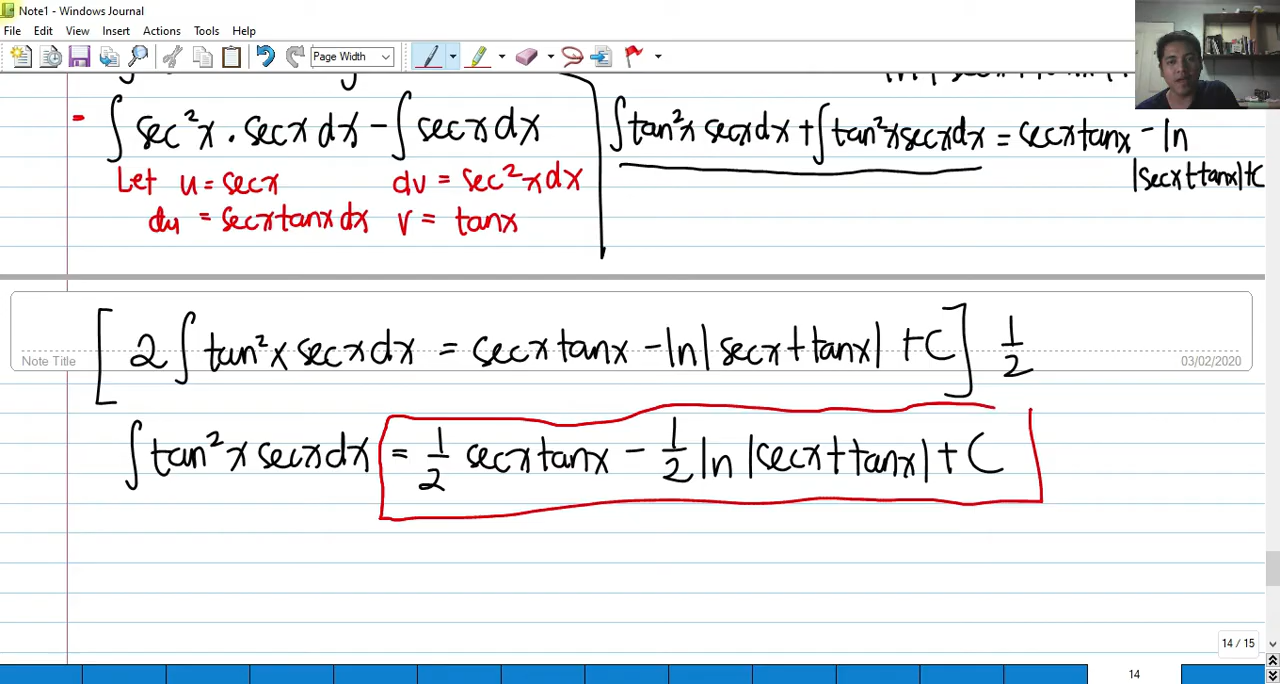 Note1 - Windows Journal
File Edit View Insert Actions Tools Help
Page Width
- ∫ sec²x · secx dx - ∫ secx dx
Let u = secx dv = sec²x dx
du = secx tanx dx v = tanx
∫ tan²x secx dx + ∫ tan²x secx dx = secx tanx - ln
|secx + tanx| + C
[ 2 ∫ tan²x secx dx = secx tanx - ln | secx + tanx | + C ] 1/2
Note Title 03/02/2020
∫ tan²x secx dx = 1/2 secx tanx - 1/2 ln |secx + tanx| + C
14 / 15
14